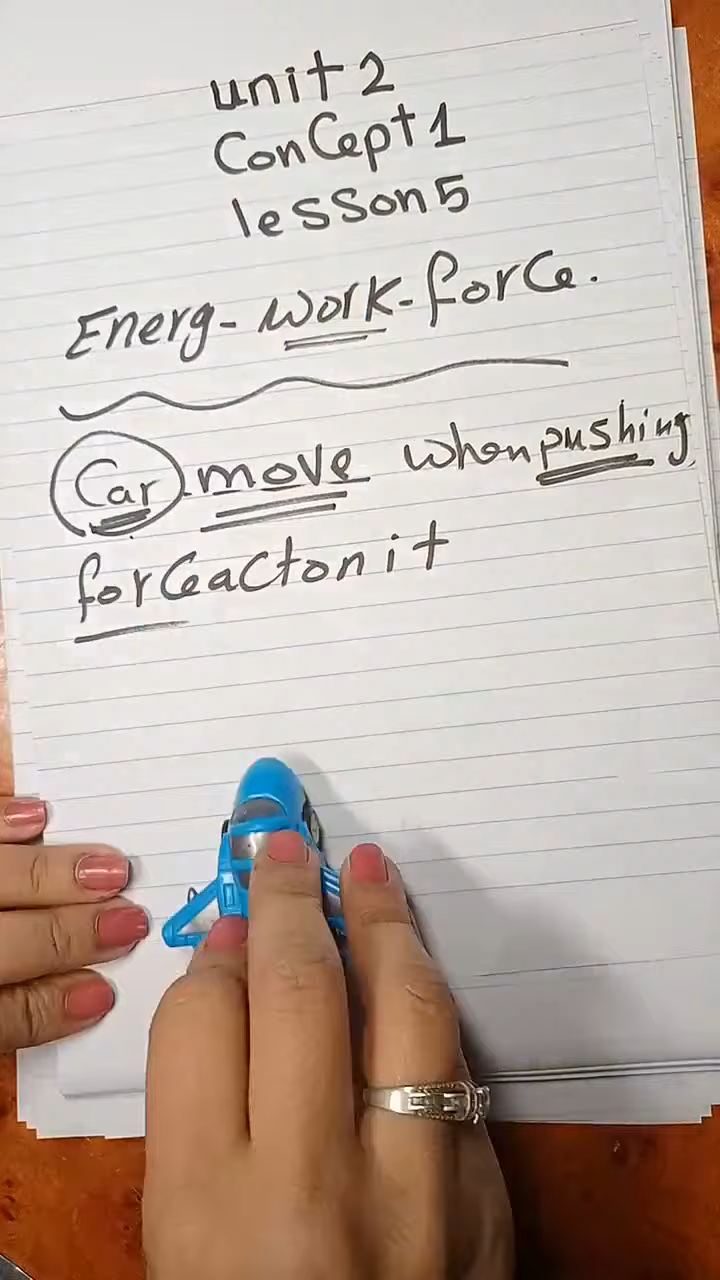 unit 2
Concept 1
lesson 5
Energ - work - force.
Car. move when pushing
force act on it